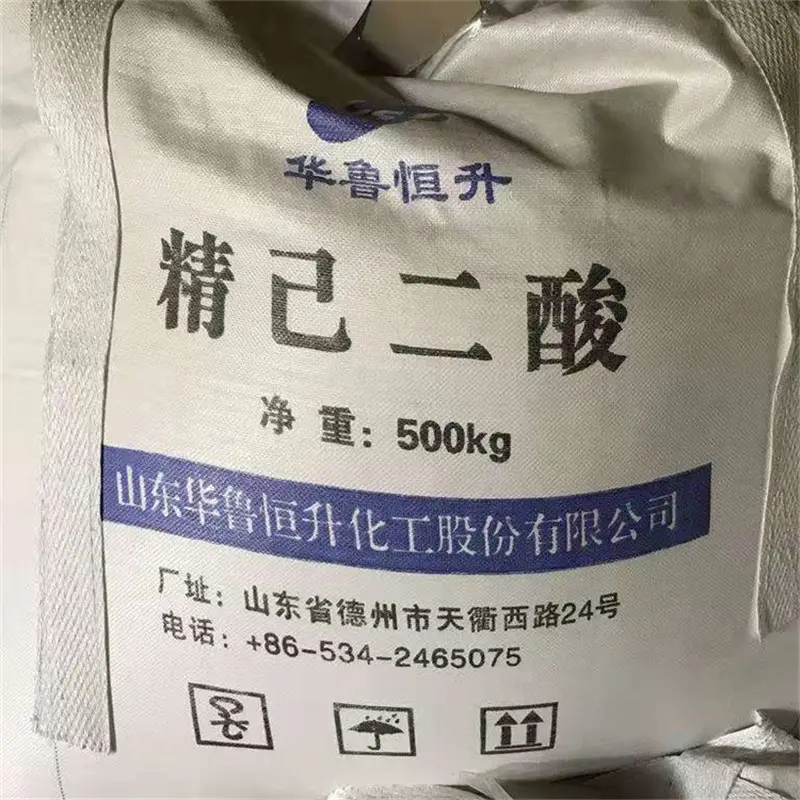 华鲁恒升
精己二酸
净 重：500kg
山东华鲁恒升化工股份有限公司
厂址：山东省德州市天衢西路24号
电话：+86-534-2465075